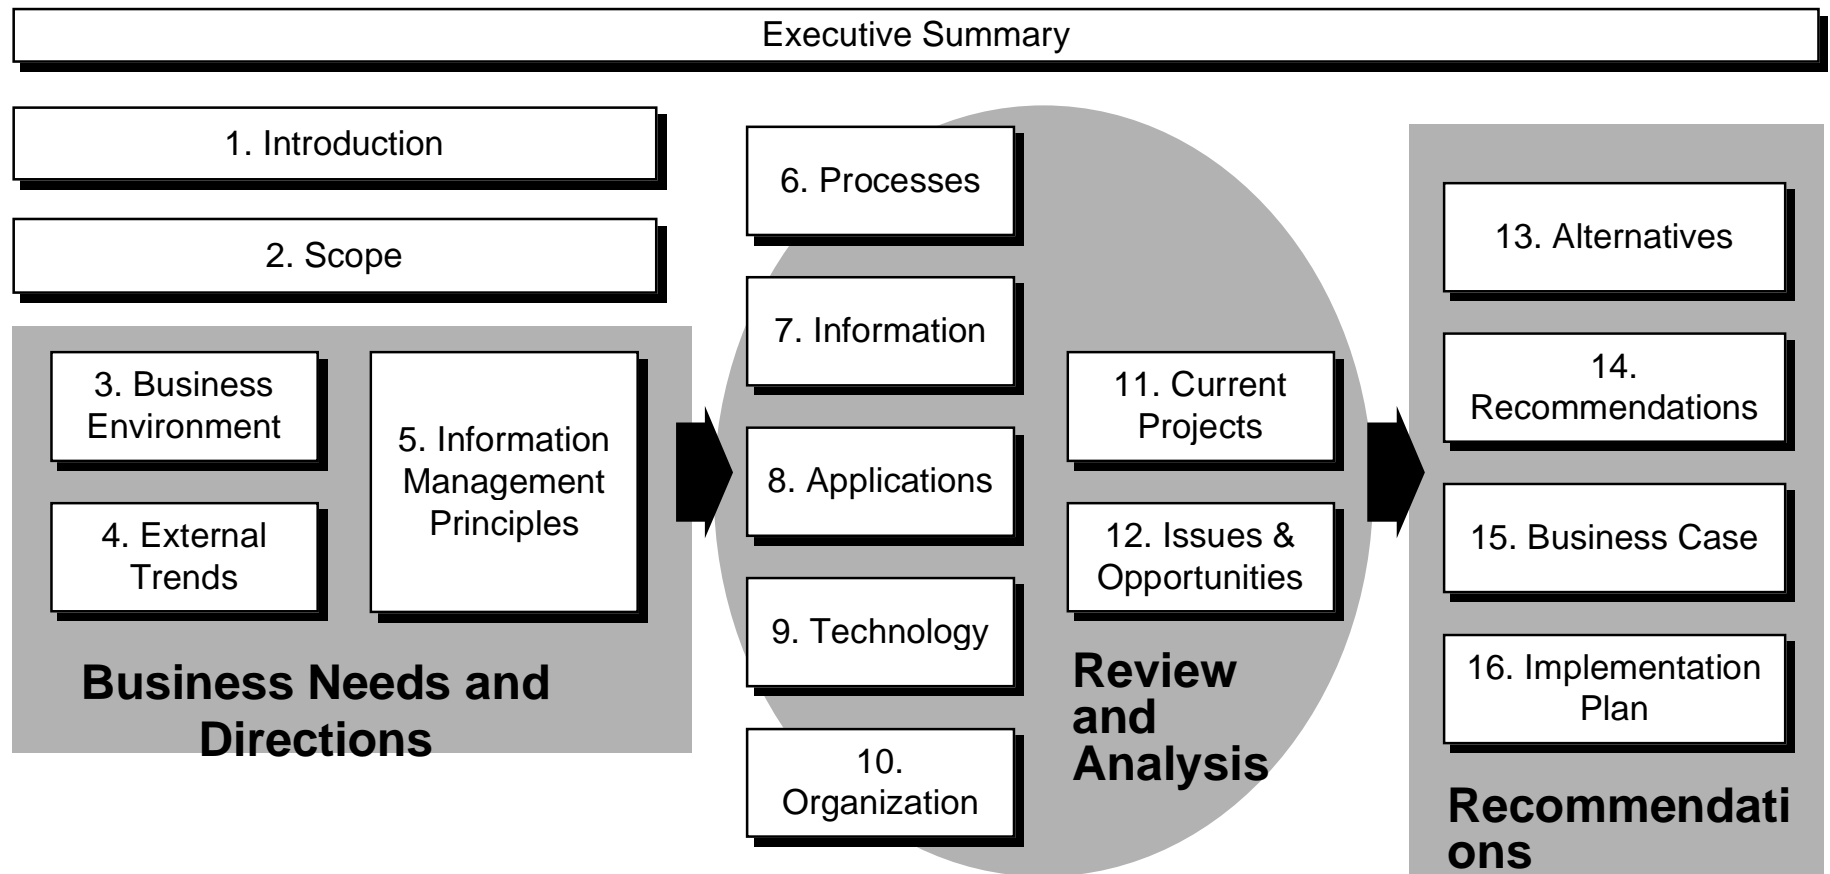 Executive Summary
1. Introduction
2. Scope
3. Business
Environment
4. External
Trends
5. Information
Management
Principles
Business Needs and
Directions
6. Processes
7. Information
8. Applications
9. Technology
10.
Organization
11. Current
Projects
12. Issues &
Opportunities
Review
and
Analysis
13. Alternatives
14.
Recommendations
15. Business Case
16. Implementation
Plan
Recommendati
ons